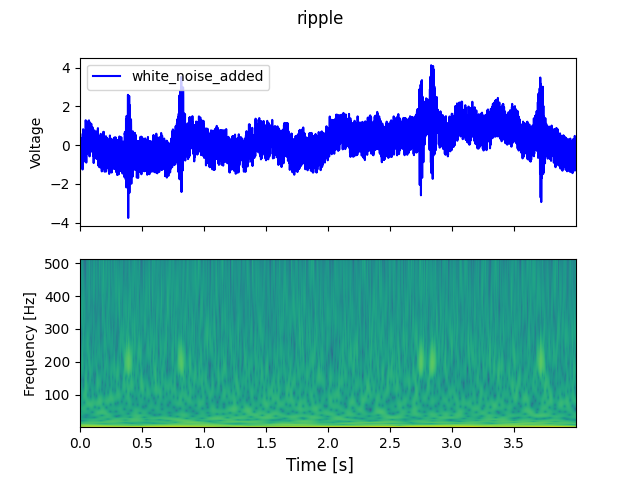 ripple
white_noise_added
Voltage
4
2
0
−2
−4
Frequency [Hz]
500
400
300
200
100
0.0 0.5 1.0 1.5 2.0 2.5 3.0 3.5
Time [s]